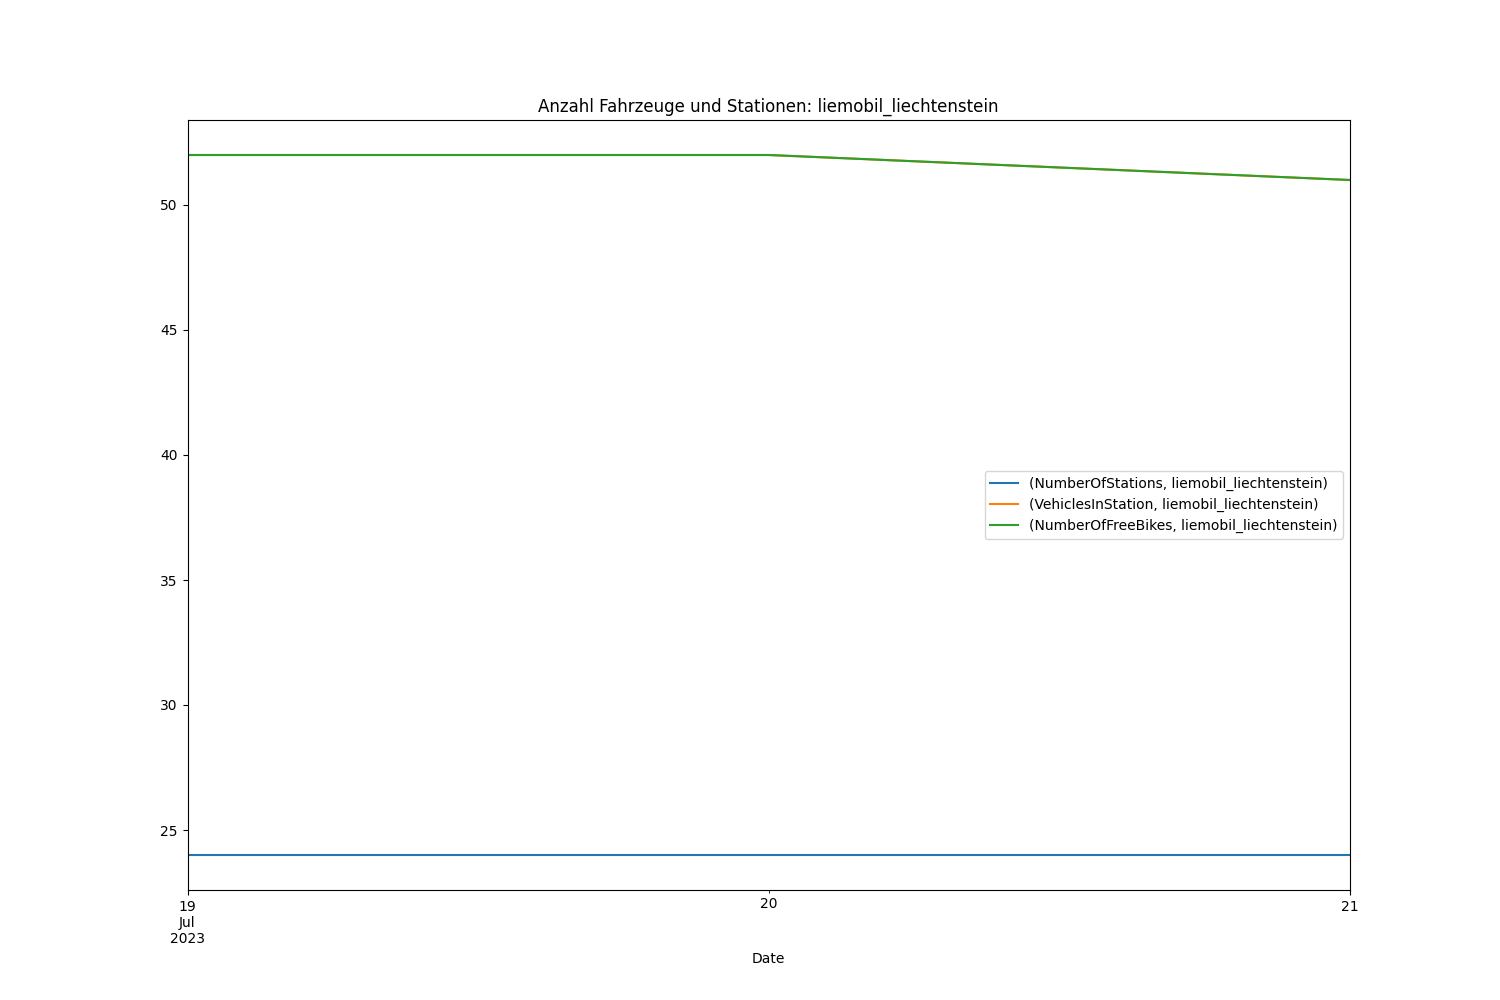 Anzahl Fahrzeuge und Stationen: liemobil_liechtenstein
50
45
40
35
30
25
(NumberOfStations, liemobil_liechtenstein)
(VehiclesInStation, liemobil_liechtenstein)
(NumberOfFreeBikes, liemobil_liechtenstein)
19
Jul
2023
20
21
Date